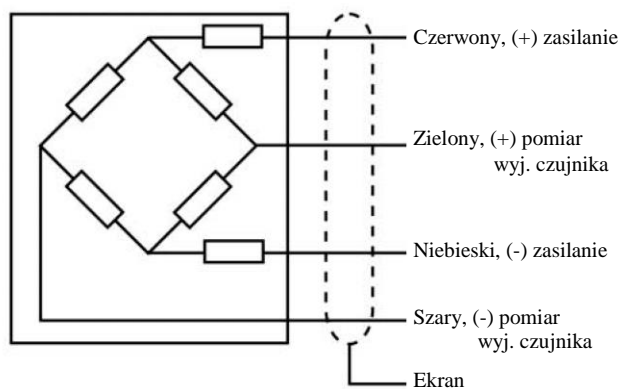 Czerwony, (+) zasilanie
Zielony, (+) pomiar
wyj. czujnika
Niebieski, (-) zasilanie
Szary, (-) pomiar
wyj. czujnika
Ekran